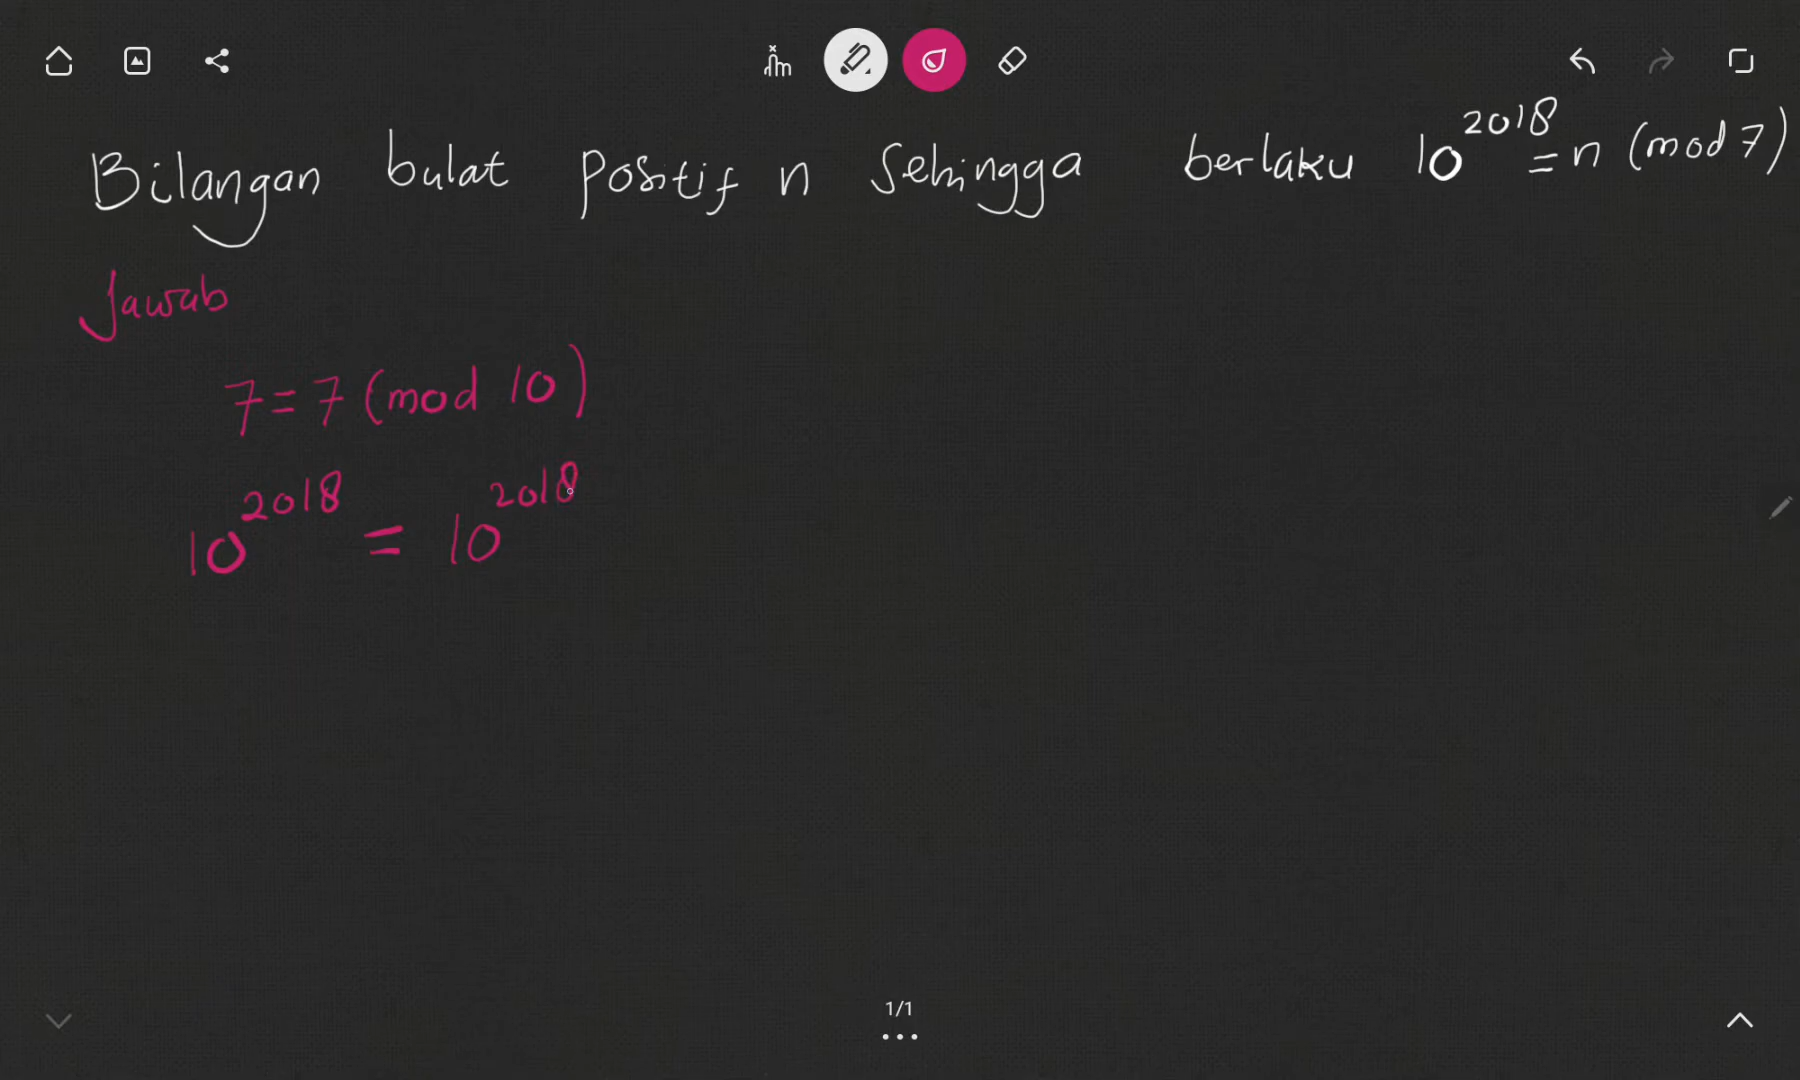 Bilangan bulat positif n Sehingga berlaku 10^2018 = n (mod 7)
Jawab
7 = 7 (mod 10)
10^2018 = 10^2018
1/1